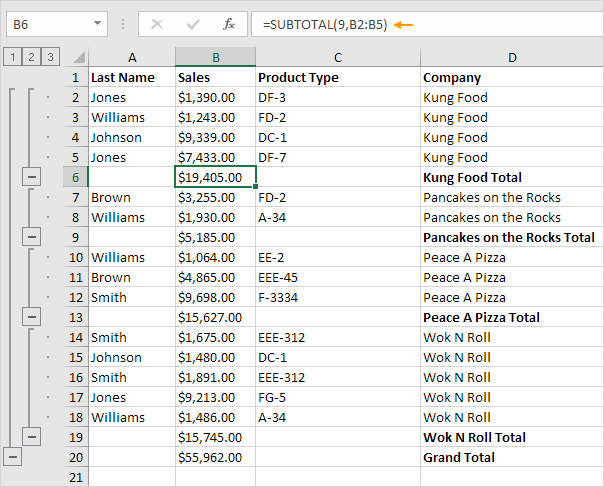 B6 fx =SUBTOTAL(9,B2:B5)
1 2 3 A B C D
1 Last Name Sales Product Type Company
2 Jones $1,390.00 DF-3 Kung Food
3 Williams $1,243.00 FD-2 Kung Food
4 Johnson $9,339.00 DC-1 Kung Food
5 Jones $7,433.00 DF-7 Kung Food
6 $19,405.00 Kung Food Total
7 Brown $3,255.00 FD-2 Pancakes on the Rocks
8 Williams $1,930.00 A-34 Pancakes on the Rocks
9 $5,185.00 Pancakes on the Rocks Total
10 Williams $1,064.00 EE-2 Peace A Pizza
11 Brown $4,865.00 EEE-45 Peace A Pizza
12 Smith $9,698.00 F-3334 Peace A Pizza
13 $15,627.00 Peace A Pizza Total
14 Smith $1,675.00 EEE-312 Wok N Roll
15 Johnson $1,480.00 DC-1 Wok N Roll
16 Smith $1,891.00 EEE-312 Wok N Roll
17 Jones $9,213.00 FG-5 Wok N Roll
18 Williams $1,486.00 A-34 Wok N Roll
19 $15,745.00 Wok N Roll Total
20 $55,962.00 Grand Total
21